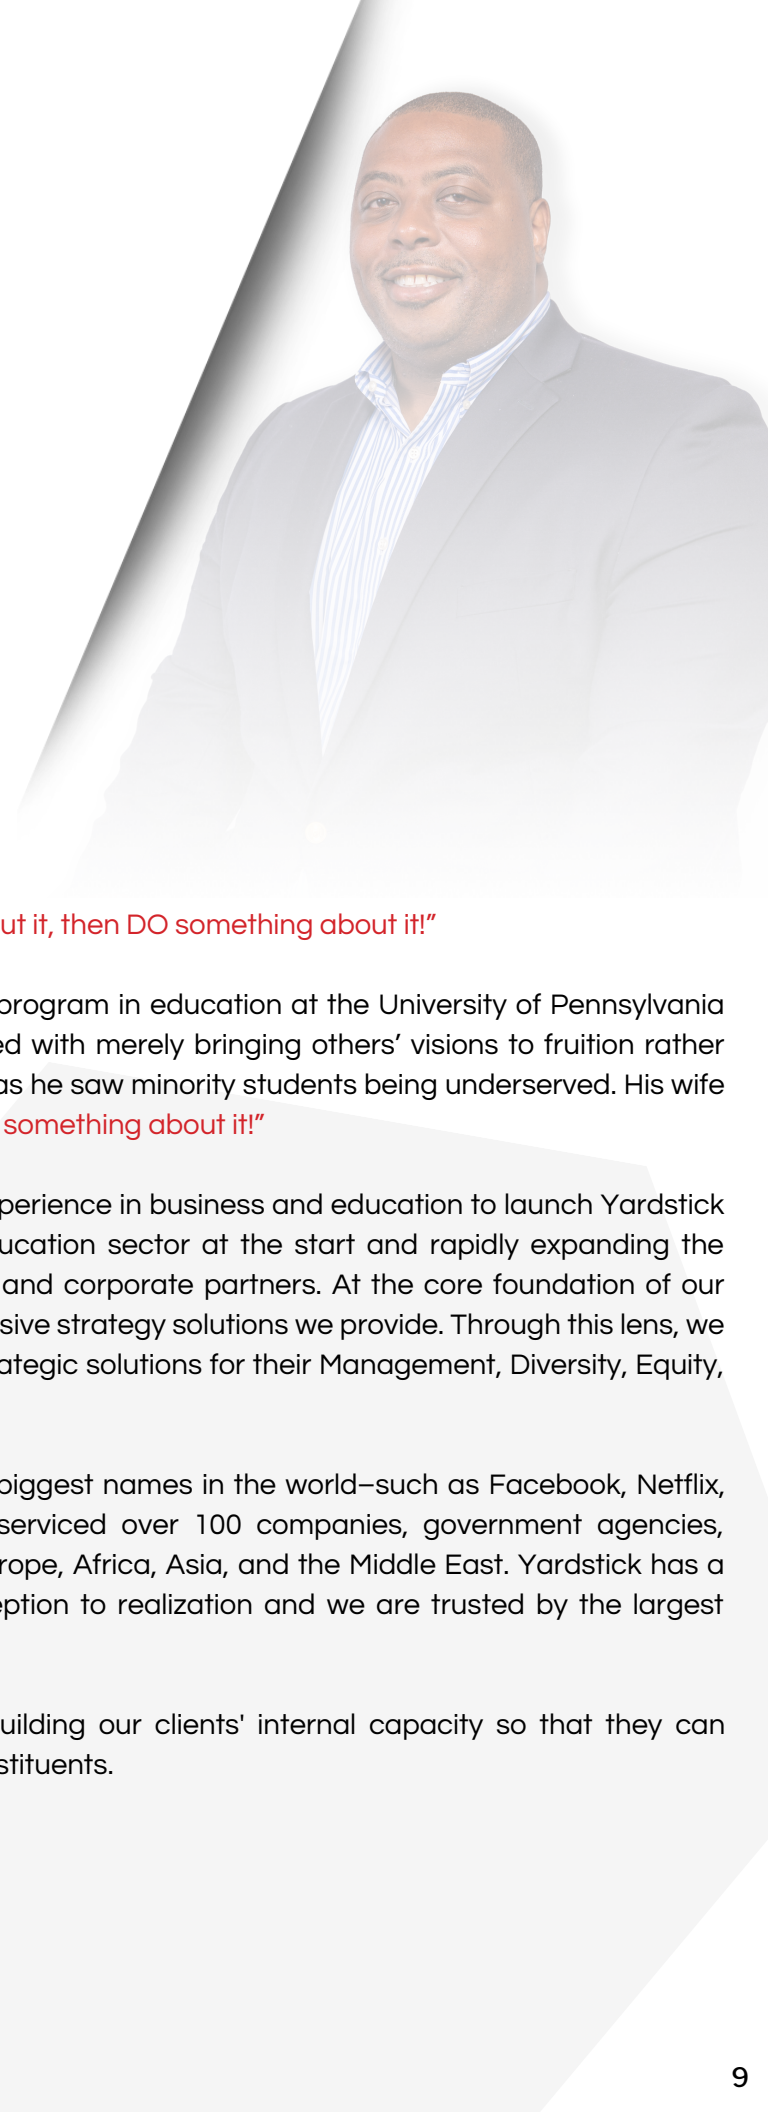 ut it, then DO something about it!”
program in education at the University of Pennsylvania
ed with merely bringing others’ visions to fruition rather
as he saw minority students being underserved. His wife
something about it!”
perience in business and education to launch Yardstick
ucation sector at the start and rapidly expanding the
and corporate partners. At the core foundation of our
sive strategy solutions we provide. Through this lens, we
ategic solutions for their Management, Diversity, Equity,
biggest names in the world–such as Facebook, Netflix,
serviced over 100 companies, government agencies,
rope, Africa, Asia, and the Middle East. Yardstick has a
eption to realization and we are trusted by the largest
uilding our clients' internal capacity so that they can
stituents.
9